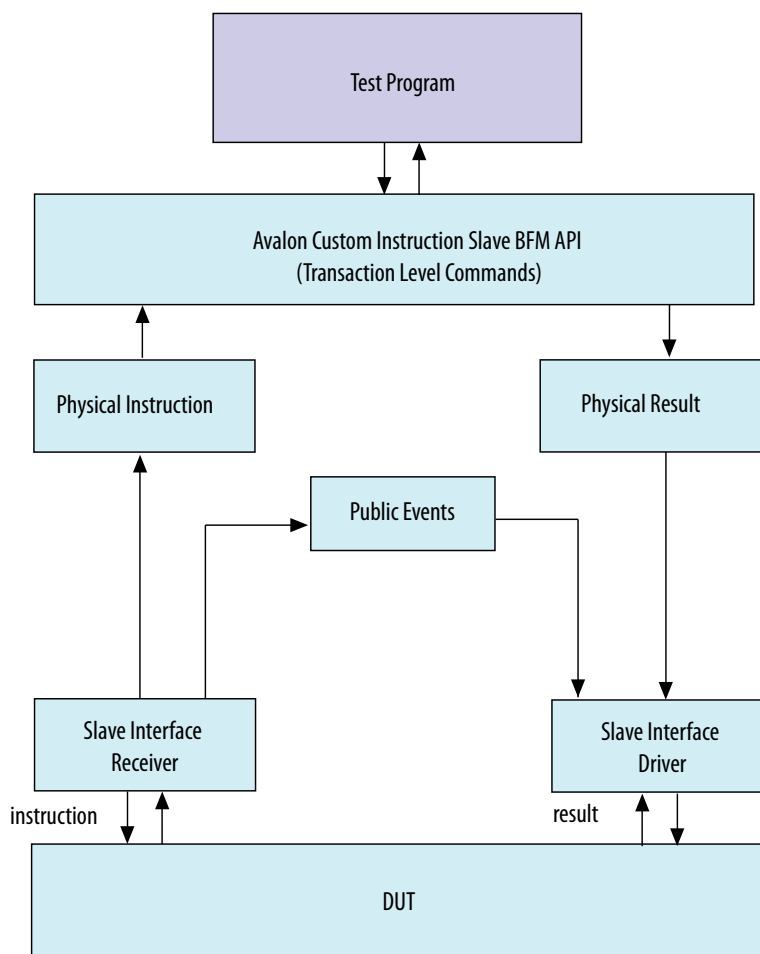 Test Program
Avalon Custom Instruction Slave BFM API
(Transaction Level Commands)
Physical Instruction
Physical Result
Public Events
Slave Interface
Receiver
Slave Interface
Driver
instruction
result
DUT